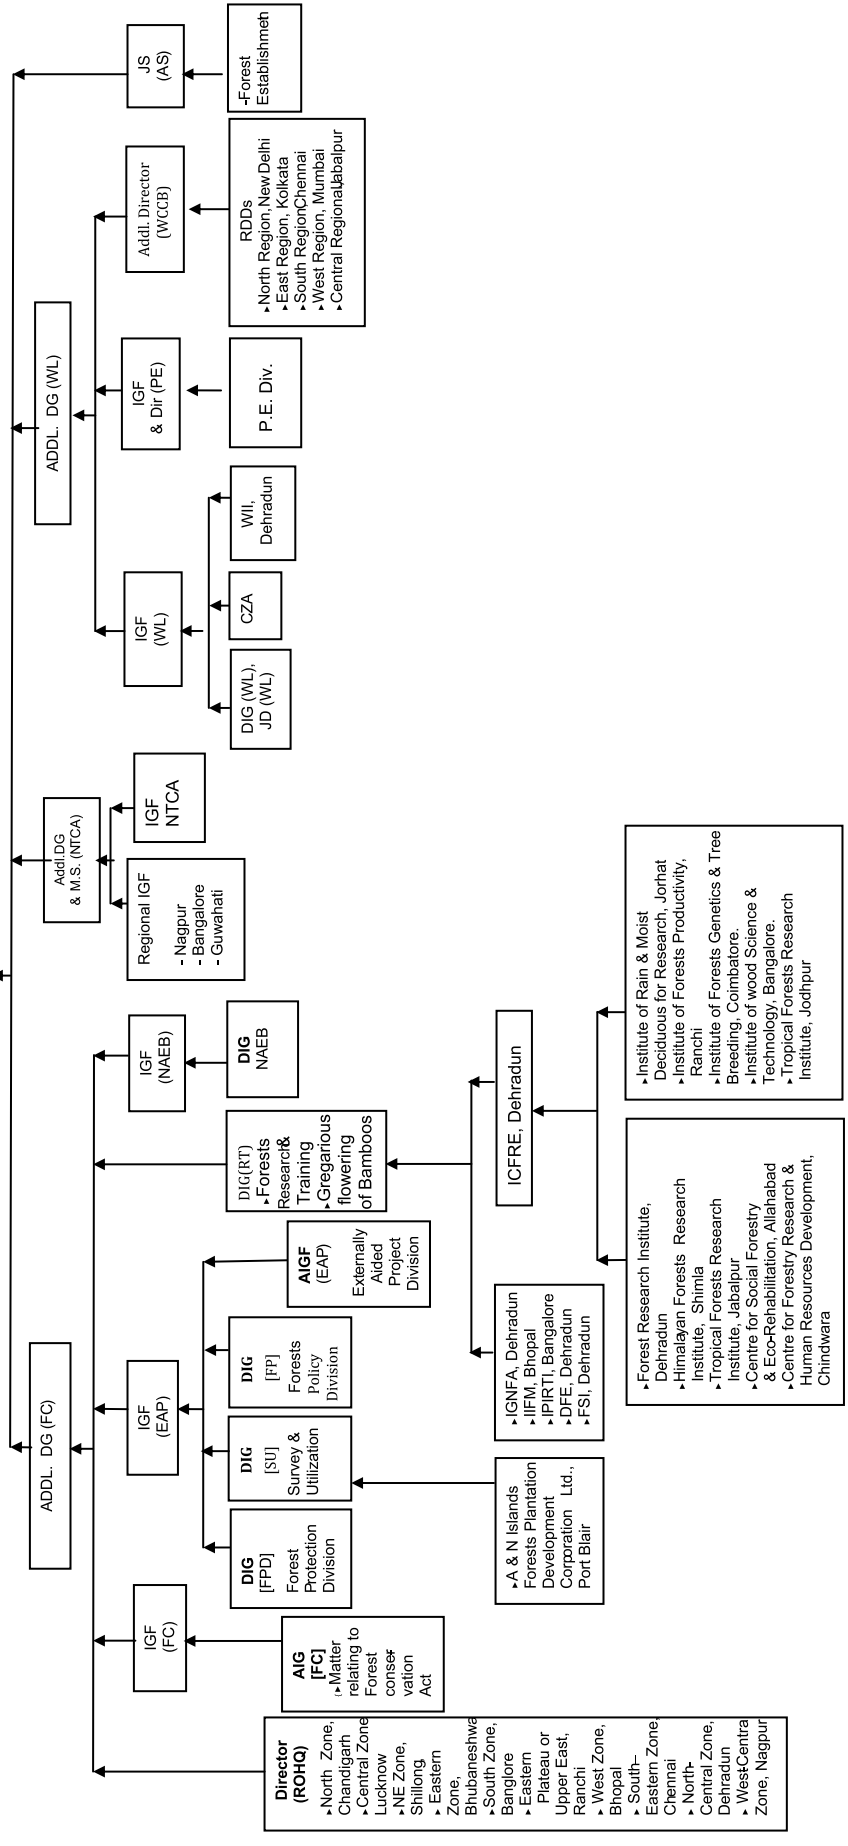 ADDL. DG (FC)
Addl.DG
& M.S. (NTCA)
ADDL. DG (WL)
JS
(AS)
-Forest
Establishmeth
Director
(ROHQ)
▸North Zone,
Chandigarh
▸Central Zone
Lucknow
▸NE Zone,
Shillong,
▸ Eastern
Zone,
Bhubaneshwa
▸South Zone,
Banglore
▸ Eastern
Plateau or
Upper East,
Ranchi
▸ West Zone,
Bhopal
▸ South–
Eastern Zone,
Chennai
▸ North-
Central Zone,
Dehradun
▸ West-Centra
Zone, Nagpur
IGF
(FC)
AIG
[FC]
(▸Matter
relating to
Forest
conser-
vation
Act
IGF
(EAP)
DIG
[FPD]
Forest
Protection
Division
DIG
[SU]
Survey &
Utilization
DIG
[FP]
Forests
Policy
Division
AIGF
(EAP)
Externally
Aided
Project
Division
▸A & N Islands
Forests Plantation
Development
Corporation Ltd.,
Port Blair
DIG(RT)
▸Forests
Research&
Training
▸Gregarious
flowering
of Bamboos
IGF
(NAEB)
DIG
NAEB
▸IGNFA, Dehradun
▸IIFM, Bhopal
▸IPIRTI, Bangalore
▸DFE, Dehradun
▸FSI, Dehradun
ICFRE, Dehradun
▸Forest Research Institute,
Dehradun
▸Himalayan Forests Research
Institute, Shimla
▸Tropical Forests Research
Institute, Jabalpur
▸Centre for Social Forestry
& Eco-Rehabilitation, Allahabad
▸Centre for Forestry Research &
Human Resources Development,
Chindwara
▸Institute of Rain & Moist
Deciduous for Research, Jorhat
▸Institute of Forests Productivity,
Ranchi
▸Institute of Forests Genetics & Tree
Breeding, Coimbatore.
▸Institute of wood Science &
Technology, Bangalore.
▸Tropical Forests Research
Institute, Jodhpur
Regional IGF
- Nagpur
- Bangalore
- Guwahati
IGF
NTCA
IGF
(WL)
DIG (WL),
JD (WL)
CZA
WII,
Dehradun
IGF
& Dir (PE)
P.E. Div.
Addl. Director
(WCCB)
RDDs
▸North Region,New Delhi
▸East Region, Kolkata
▸South Region,Chennai
▸West Region, Mumbai
▸Central Regional,Jabalpur